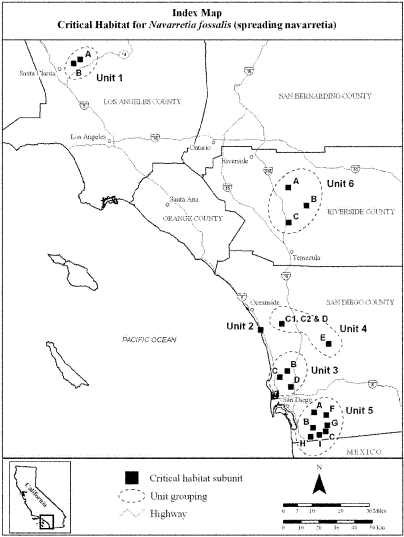 Index Map
Critical Habitat for Navarretia fossalis (spreading navarretia)
A
B
Unit 1
Santa Clarita
LOS ANGELES COUNTY
SAN BERNARDINO COUNTY
Los Angeles
Ontario
Riverside
A
B
C
Unit 6
RIVERSIDE COUNTY
Santa Ana
ORANGE COUNTY
Temecula
SAN DIEGO COUNTY
Oceanside
C1, C2 & D
Unit 2
E
Unit 4
PACIFIC OCEAN
B
C
D
Unit 3
San Diego
A
F
B
G
H
I
C
Unit 5
MEXICO
California
Critical habitat subunit
Unit grouping
Highway
N
0
10
20
30 Miles
0
10
20
30
40
50 Km